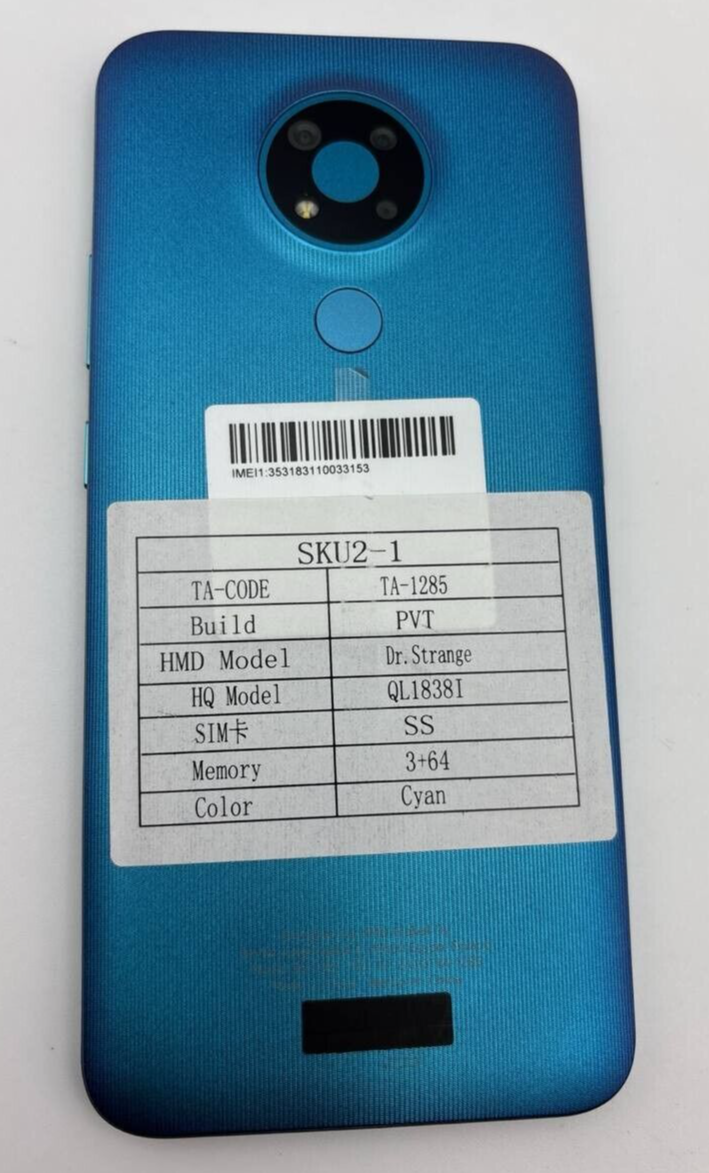 IMEI1:353183110033153
SKU2-1
TA-CODE TA-1285
Build PVT
HMD Model Dr.Strange
HQ Model QL1838I
SIM卡 SS
Memory 3+64
Color Cyan